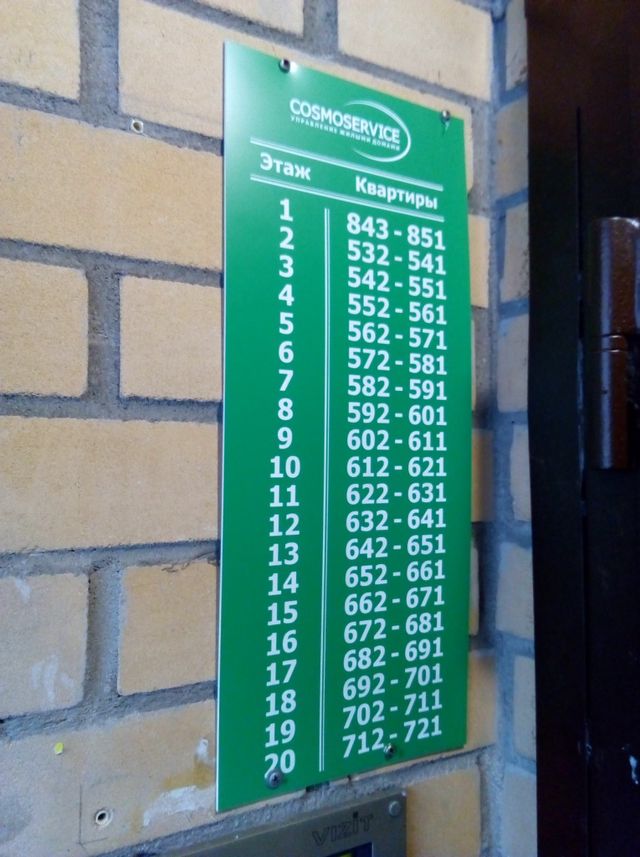 COSMOSERVICE
УПРАВЛЕНИЕ ЖИЛЫМИ ДОМАМИ
Этаж Квартиры
1 843 - 851
2 532 - 541
3 542 - 551
4 552 - 561
5 562 - 571
6 572 - 581
7 582 - 591
8 592 - 601
9 602 - 611
10 612 - 621
11 622 - 631
12 632 - 641
13 642 - 651
14 652 - 661
15 662 - 671
16 672 - 681
17 682 - 691
18 692 - 701
19 702 - 711
20 712 - 721
VIZIT